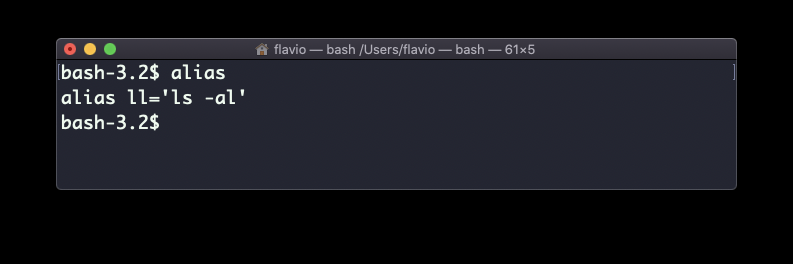 flavio — bash /Users/flavio — bash — 61×5
bash-3.2$ alias
alias ll='ls -al'
bash-3.2$